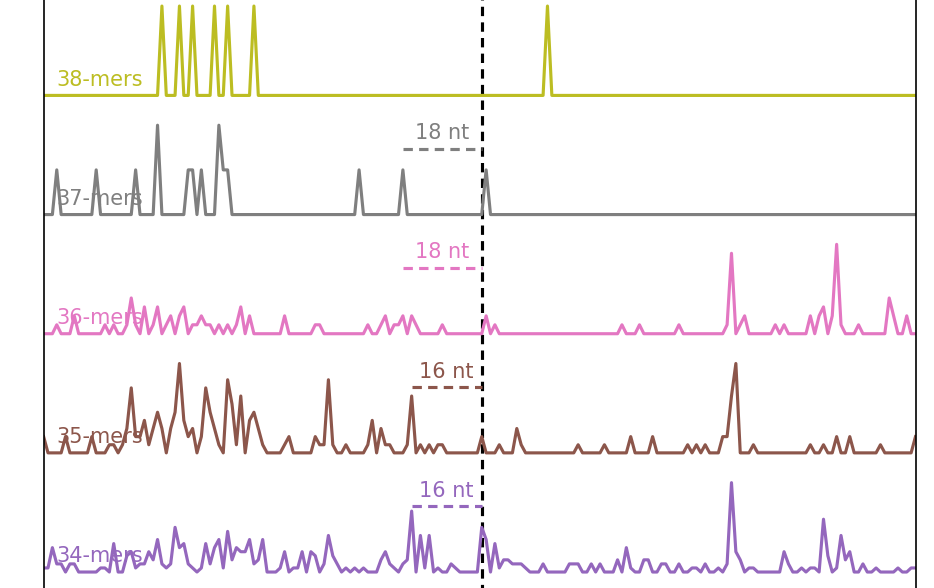 38-mers
18 nt
37-mers
18 nt
36-mers
16 nt
35-mers
16 nt
34-mers